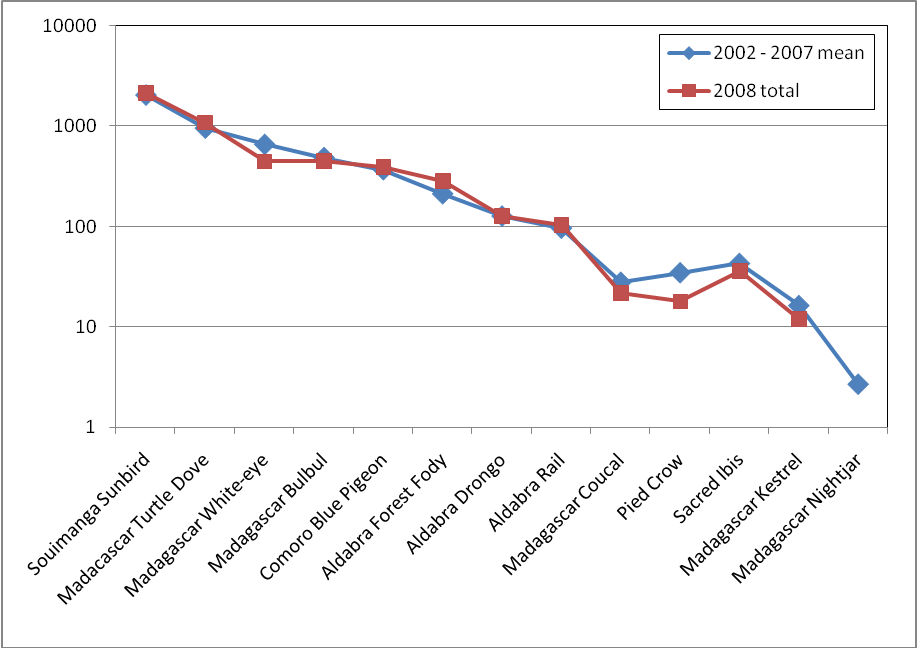 10000
1000
100
10
1
2002 - 2007 mean
2008 total
Souimanga Sunbird
Madacascar Turtle Dove
Madagascar White-eye
Madagascar Bulbul
Comoro Blue Pigeon
Aldabra Forest Fody
Aldabra Drongo
Aldabra Rail
Madagascar Coucal
Pied Crow
Sacred Ibis
Madagascar Kestrel
Madagascar Nightjar